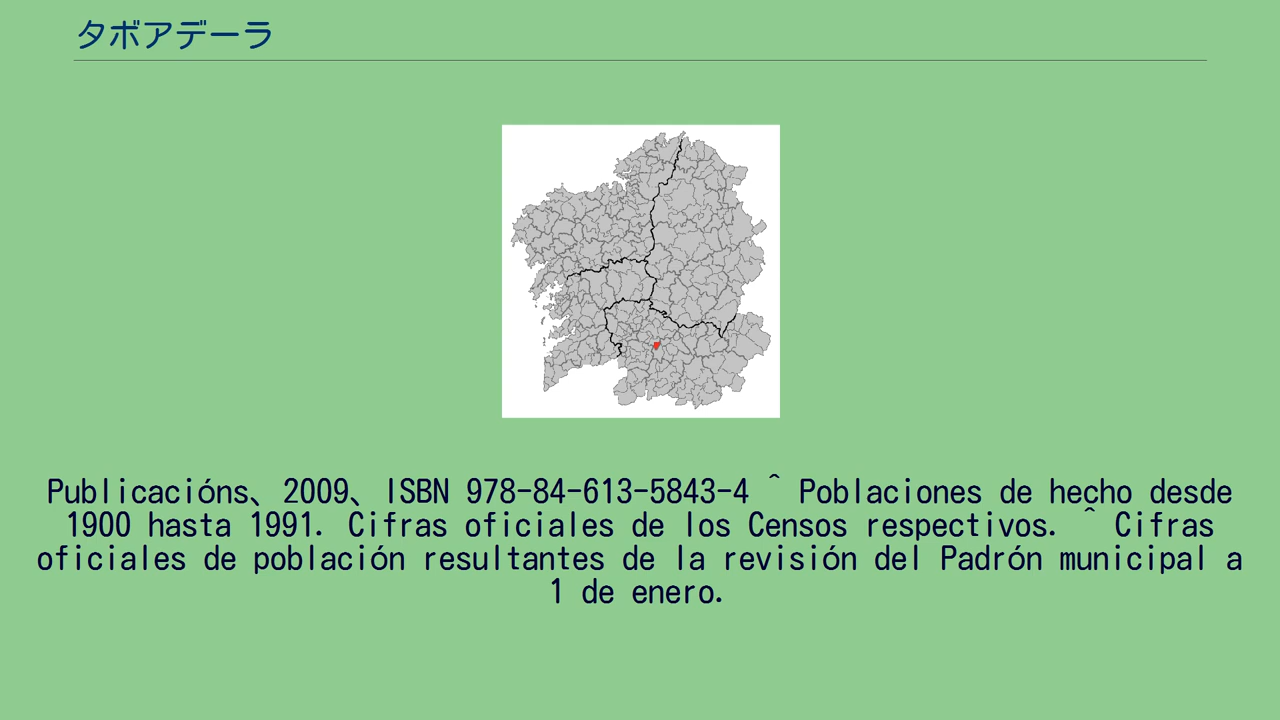 タボアデーラ
Publicacións、2009、ISBN 978-84-613-5843-4 ^ Poblaciones de hecho desde
1900 hasta 1991. Cifras oficiales de los Censos respectivos. ^ Cifras
oficiales de población resultantes de la revisión del Padrón municipal a
1 de enero.